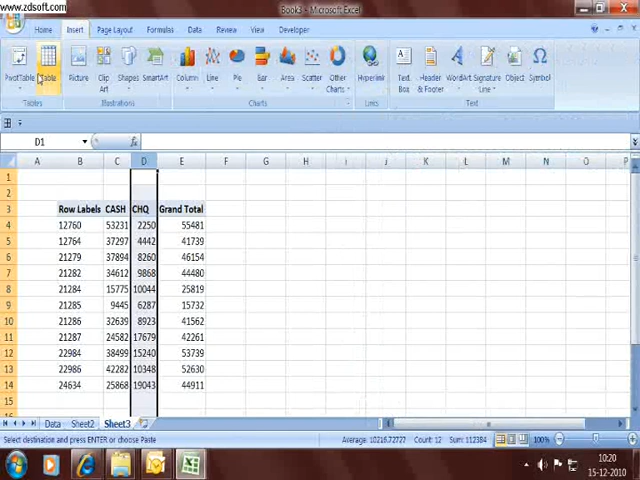 www.zdsoft.com
Book3 - Microsoft Excel
Home Insert Page Layout Formulas Data Review View
PivotTable Table Picture Clip Art Shapes SmartArt Column Line Pie Bar Area Scatter Other Charts Hyperlink Text Box Header & Footer WordArt Signature Line Object Symbol
Tables Illustrations Charts Links Text
D1 fx
A B C D E F G H I J K L M N O P
1
2
3 Row Labels CASH CHQ Grand Total
4 12760 53231 2250 55481
5 12764 37297 4442 41739
6 21279 37894 8260 46154
7 21282 34612 9868 44480
8 21284 15775 10044 25819
9 21285 9445 6287 15732
10 21286 32639 8923 41562
11 21287 24582 17679 42261
12 22984 38499 15240 53739
13 22986 42282 10348 52630
14 24634 25868 19043 44911
15
Data Sheet2 Sheet3
Select destination and press ENTER or choose Paste Average: 10216.72727 Count: 12 Sum: 112384 100%
10:20
15-12-2010